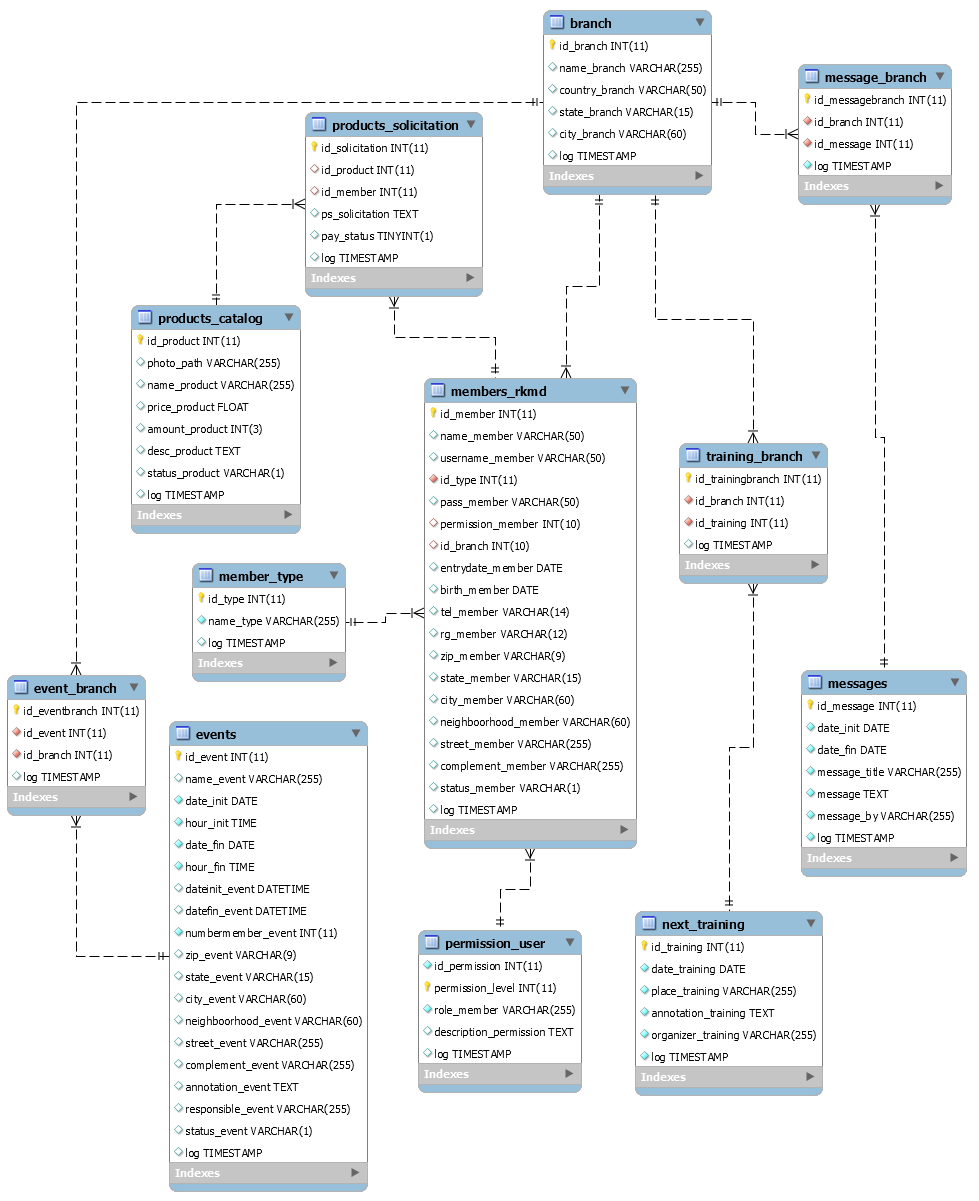 branch
id_branch INT(11)
name_branch VARCHAR(255)
country_branch VARCHAR(50)
state_branch VARCHAR(15)
city_branch VARCHAR(60)
log TIMESTAMP
Indexes
message_branch
id_messagebranch INT(11)
id_branch INT(11)
id_message INT(11)
log TIMESTAMP
Indexes
products_solicitation
id_solicitation INT(11)
id_product INT(11)
id_member INT(11)
ps_solicitation TEXT
pay_status TINYINT(1)
log TIMESTAMP
Indexes
products_catalog
id_product INT(11)
photo_path VARCHAR(255)
name_product VARCHAR(255)
price_product FLOAT
amount_product INT(3)
desc_product TEXT
status_product VARCHAR(1)
log TIMESTAMP
Indexes
members_rkmd
id_member INT(11)
name_member VARCHAR(50)
username_member VARCHAR(50)
id_type INT(11)
pass_member VARCHAR(50)
permission_member INT(10)
id_branch INT(10)
entrydate_member DATE
birth_member DATE
tel_member VARCHAR(14)
rg_member VARCHAR(12)
zip_member VARCHAR(9)
state_member VARCHAR(15)
city_member VARCHAR(60)
neighboorhood_member VARCHAR(60)
street_member VARCHAR(255)
complement_member VARCHAR(255)
status_member VARCHAR(1)
log TIMESTAMP
Indexes
training_branch
id_trainingbranch INT(11)
id_branch INT(11)
id_training INT(11)
log TIMESTAMP
Indexes
member_type
id_type INT(11)
name_type VARCHAR(255)
log TIMESTAMP
Indexes
event_branch
id_eventbranch INT(11)
id_event INT(11)
id_branch INT(11)
log TIMESTAMP
Indexes
events
id_event INT(11)
name_event VARCHAR(255)
date_init DATE
hour_init TIME
date_fin DATE
hour_fin TIME
dateinit_event DATETIME
datefin_event DATETIME
numbermember_event INT(11)
zip_event VARCHAR(9)
state_event VARCHAR(15)
city_event VARCHAR(60)
neighboorhood_event VARCHAR(60)
street_event VARCHAR(255)
complement_event VARCHAR(255)
annotation_event TEXT
responsible_event VARCHAR(255)
status_event VARCHAR(1)
log TIMESTAMP
Indexes
messages
id_message INT(11)
date_init DATE
date_fin DATE
message_title VARCHAR(255)
message TEXT
message_by VARCHAR(255)
log TIMESTAMP
Indexes
permission_user
id_permission INT(11)
permission_level INT(11)
role_member VARCHAR(255)
description_permission TEXT
log TIMESTAMP
Indexes
next_training
id_training INT(11)
date_training DATE
place_training VARCHAR(255)
annotation_training TEXT
organizer_training VARCHAR(255)
log TIMESTAMP
Indexes